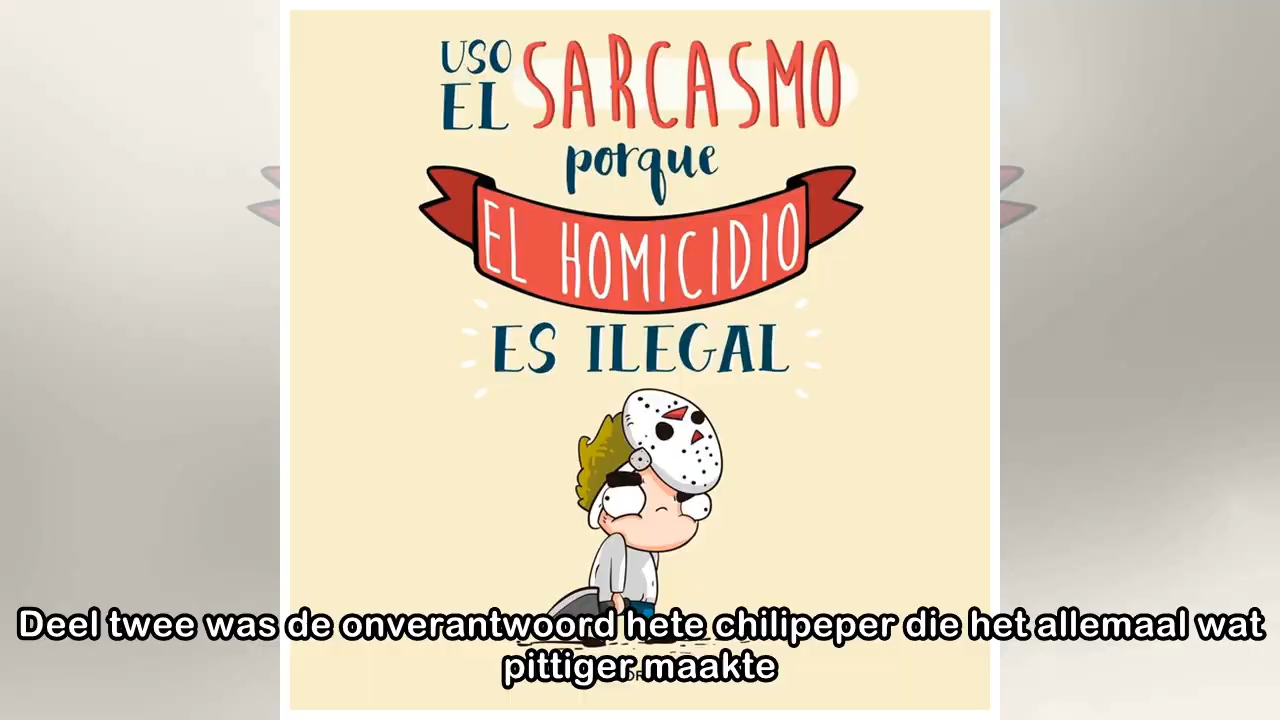 USO
EL SARCASMO
porque
EL HOMICIDIO
ES ILEGAL
Deel twee was de onverantwoord hete chilipeper die het allemaal wat
pittiger maakte